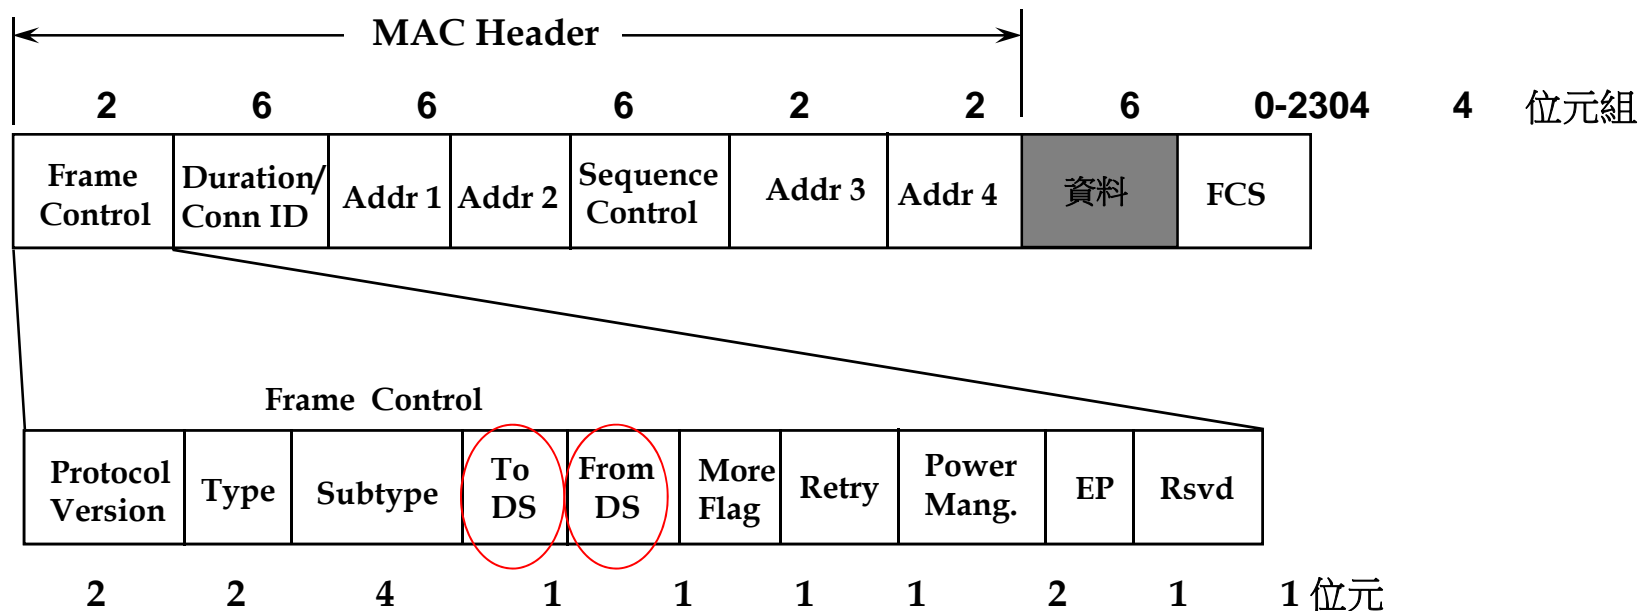 MAC Header
2 6 6 6 2 2 6 0-2304 4 位元組
Frame Control
Duration/ Conn ID
Addr 1
Addr 2
Sequence Control
Addr 3
Addr 4
資料
FCS
Frame Control
Protocol Version
Type
Subtype
To DS
From DS
More Flag
Retry
Power Mang.
EP
Rsvd
2 2 4 1 1 1 1 2 1 1 位元